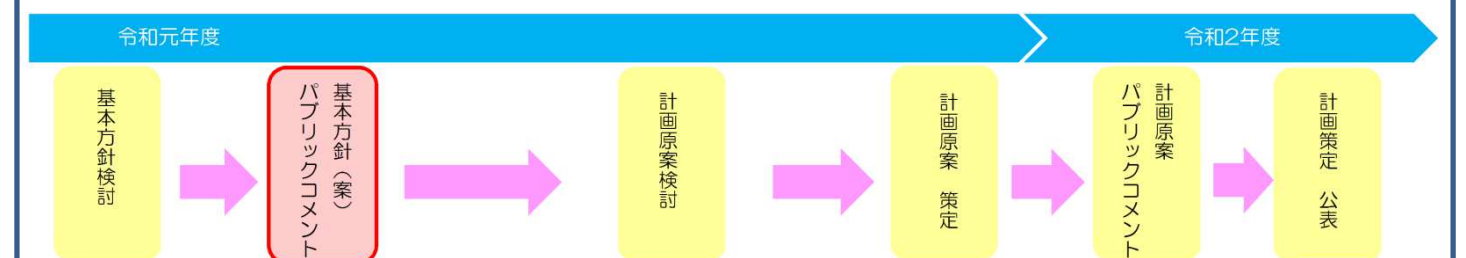 令和元年度
令和2年度
基本方針検討
基本方針（案）
パブリックコメント
計画原案検討
計画原案　策定
計画原案
パブリックコメント
計画策定　公表